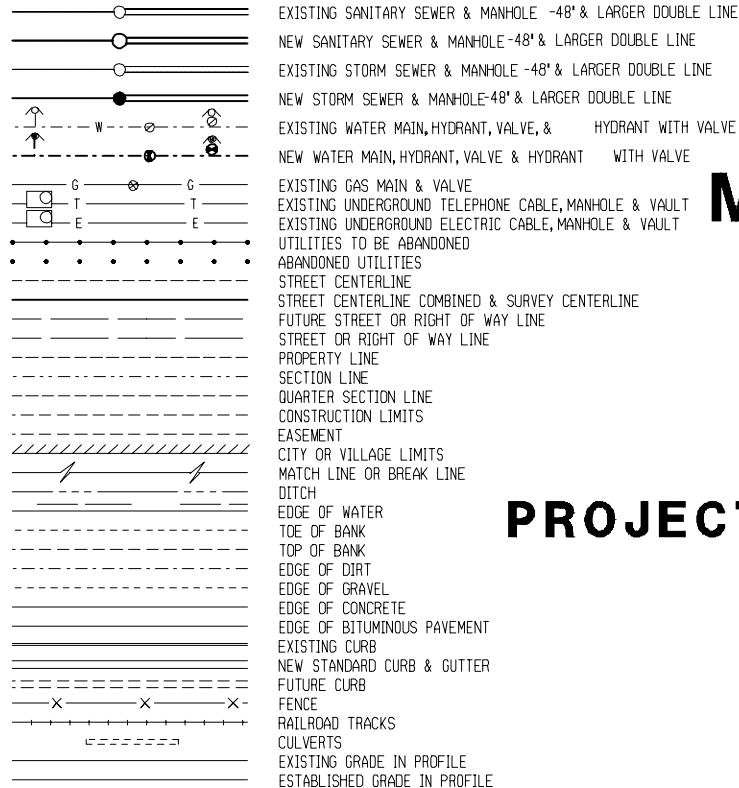 EXISTING SANITARY SEWER & MANHOLE -48"& LARGER DOUBLE LINE
NEW SANITARY SEWER & MANHOLE-48"& LARGER DOUBLE LINE
EXISTING STORM SEWER & MANHOLE -48"& LARGER DOUBLE LINE
NEW STORM SEWER & MANHOLE-48"& LARGER DOUBLE LINE
W EXISTING WATER MAIN,HYDRANT, VALVE, & HYDRANT WITH VALVE
NEW WATER MAIN, HYDRANT, VALVE & HYDRANT WITH VALVE
M
G G EXISTING GAS MAIN & VALVE
T T EXISTING UNDERGROUND TELEPHONE CABLE,MANHOLE & VAULT
E E EXISTING UNDERGROUND ELECTRIC CABLE,MANHOLE & VAULT
UTILITIES TO BE ABANDONED
ABANDONED UTILITIES
STREET CENTERLINE
STREET CENTERLINE COMBINED & SURVEY CENTERLINE
FUTURE STREET OR RIGHT OF WAY LINE
STREET OR RIGHT OF WAY LINE
PROPERTY LINE
SECTION LINE
QUARTER SECTION LINE
CONSTRUCTION LIMITS
EASEMENT
CITY OR VILLAGE LIMITS
MATCH LINE OR BREAK LINE
DITCH
EDGE OF WATER
PROJECT
TOE OF BANK
TOP OF BANK
EDGE OF DIRT
EDGE OF GRAVEL
EDGE OF CONCRETE
EDGE OF BITUMINOUS PAVEMENT
EXISTING CURB
NEW STANDARD CURB & GUTTER
FUTURE CURB
FENCE
RAILROAD TRACKS
CULVERTS
EXISTING GRADE IN PROFILE
ESTABLISHED GRADE IN PROFILE